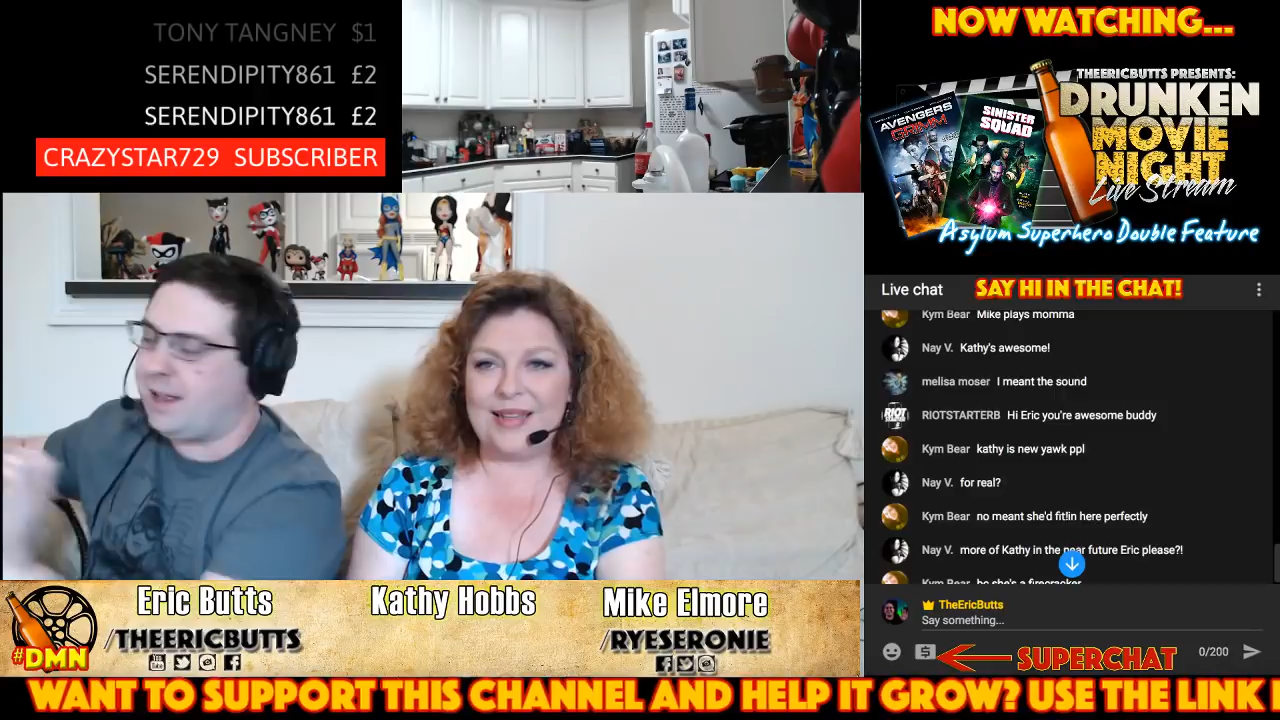 TONY TANGNEY $1
SERENDIPITY861 £2
SERENDIPITY861 £2
CRAZYSTAR729 SUBSCRIBER
NOW WATCHING...
THEERICBUTTS PRESENTS:
DRUNKEN
MOVIE
NIGHT
Live Stream
AVENGERS
GRIMM
SINISTER
SQUAD
Asylum Superhero Double Feature
Live chat
SAY HI IN THE CHAT!
Kym Bear Mike plays momma
Nay V. Kathy's awesome!
melisa moser I meant the sound
RIOTSTARTERB Hi Eric you're awesome buddy
Kym Bear kathy is new yawk ppl
Nay V. for real?
Kym Bear no meant she'd fit!in here perfectly
Nay V. more of Kathy in the near future Eric please?!
Kym Bear bc she's a firecracker
TheEricButts
Say something...
SUPERCHAT
0/200
Eric Butts
Kathy Hobbs
Mike Elmore
/THEERICBUTTS
/RYESERONIE
#DMN
WANT TO SUPPORT THIS CHANNEL AND HELP IT GROW? USE THE LINK